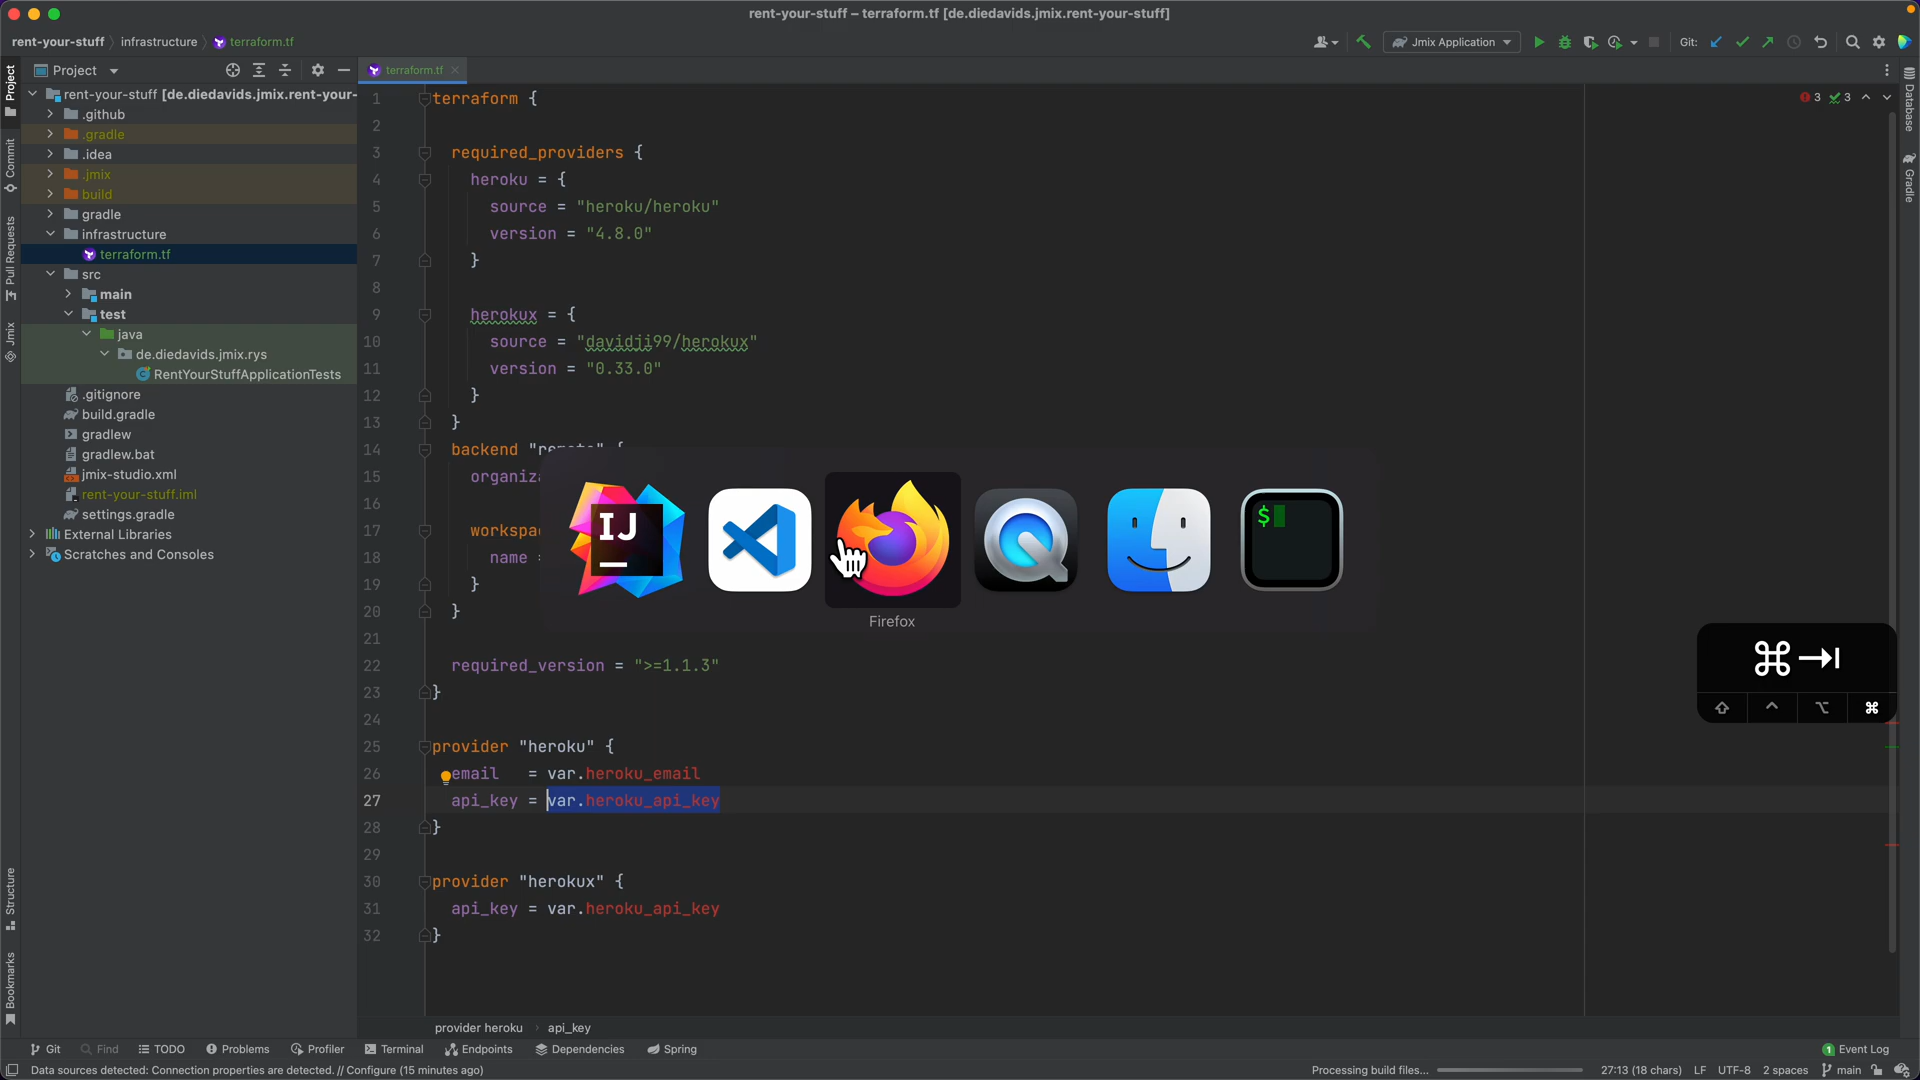 rent-your-stuff – terraform.tf [de.diedavids.jmix.rent-your-stuff]
rent-your-stuff
infrastructure
terraform.tf
Jmix Application
Git:
Project
Project
Commit
Pull Requests
Jmix
Structure
Bookmarks
rent-your-stuff [de.diedavids.jmix.rent-your-
.github
.gradle
.idea
.jmix
build
gradle
infrastructure
terraform.tf
src
main
test
java
de.diedavids.jmix.rys
RentYourStuffApplicationTests
.gitignore
build.gradle
gradlew
gradlew.bat
jmix-studio.xml
rent-your-stuff.iml
settings.gradle
External Libraries
Scratches and Consoles
terraform.tf
3
3
Database
Gradle
1 terraform {
2
3 required_providers {
4 heroku = {
5 source = "heroku/heroku"
6 version = "4.8.0"
7 }
8
9 herokux = {
10 source = "davidji99/herokux"
11 version = "0.33.0"
12 }
13 }
14 backend "remote" {
15 organiza
16
17 workspac
18 name =
19 }
20 }
21
22 required_version = ">=1.1.3"
23 }
24
25 provider "heroku" {
26 email = var.heroku_email
27 api_key = var.heroku_api_key
28 }
29
30 provider "herokux" {
31 api_key = var.heroku_api_key
32 }
IJ
$
Firefox
⌘⇥
⇧ ^ ⌥ ⌘
provider heroku
api_key
Git
Find
TODO
Problems
Profiler
Terminal
Endpoints
Dependencies
Spring
1 Event Log
Data sources detected: Connection properties are detected. // Configure (15 minutes ago)
Processing build files...
27:13 (18 chars)
LF
UTF-8
2 spaces
main